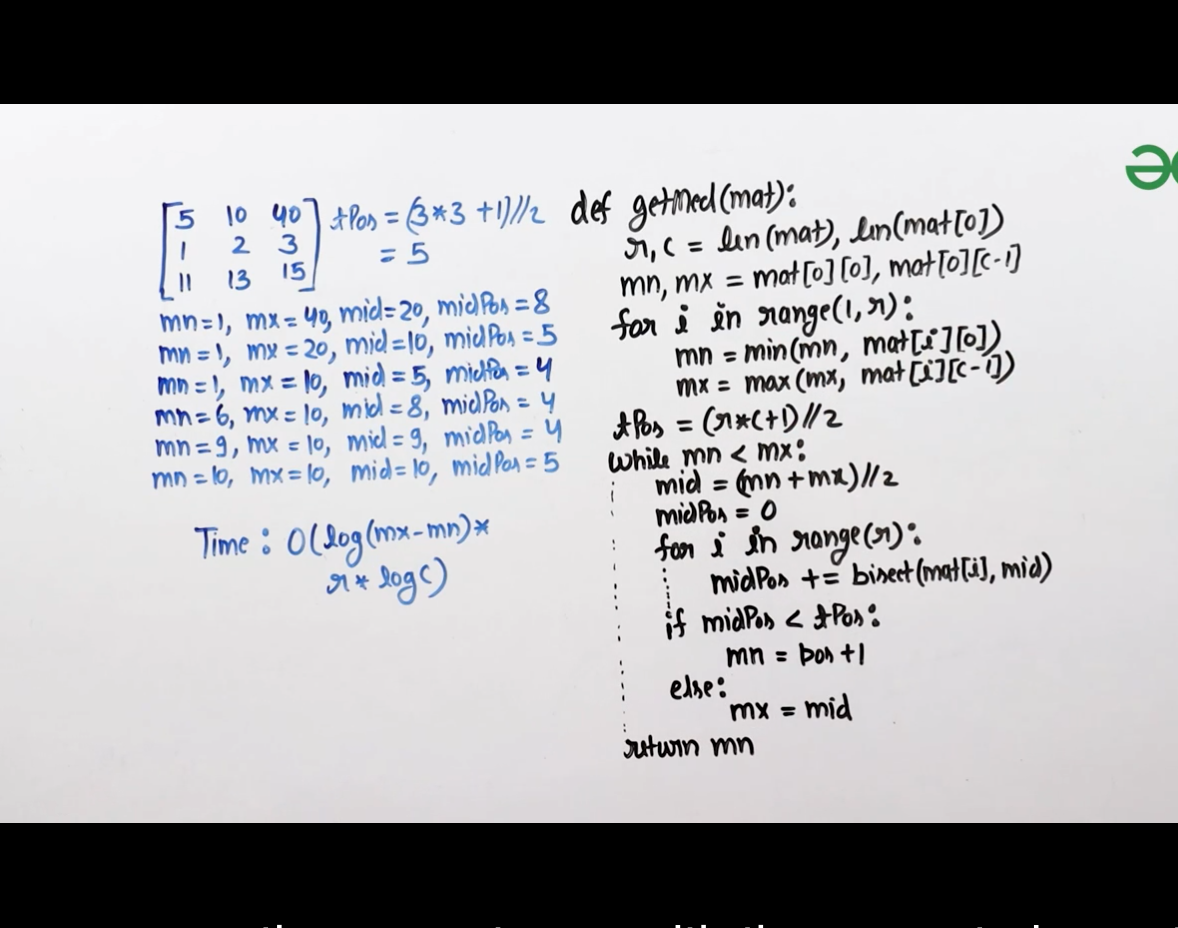 [5 10 40
1 2 3
11 13 15]
tPos = (3*3 +1)//2
= 5
mn=1, mx=40, mid=20, midPos=8
mn=1, mx=20, mid=10, midPos=5
mn=1, mx=10, mid=5, midPos=4
mn=6, mx=10, mid=8, midPos=4
mn=9, mx=10, mid=9, midPos=4
mn=10, mx=10, mid=10, midPos=5
Time : O(log(mx-mn)*
r* logc)
def getMed(mat):
r, c = len(mat), len(mat[0])
mn, mx = mat[0][0], mat[0][c-1]
for i in range(1, r):
mn = min(mn, mat[i][0])
mx = max(mx, mat[i][c-1])
tPos = (r*c+1)//2
while mn < mx:
mid = (mn+mx)//2
midPos = 0
for i in range(r):
midPos += bisect(mat[i], mid)
if midPos < tPos:
mn = pos+1
else:
mx = mid
return mn